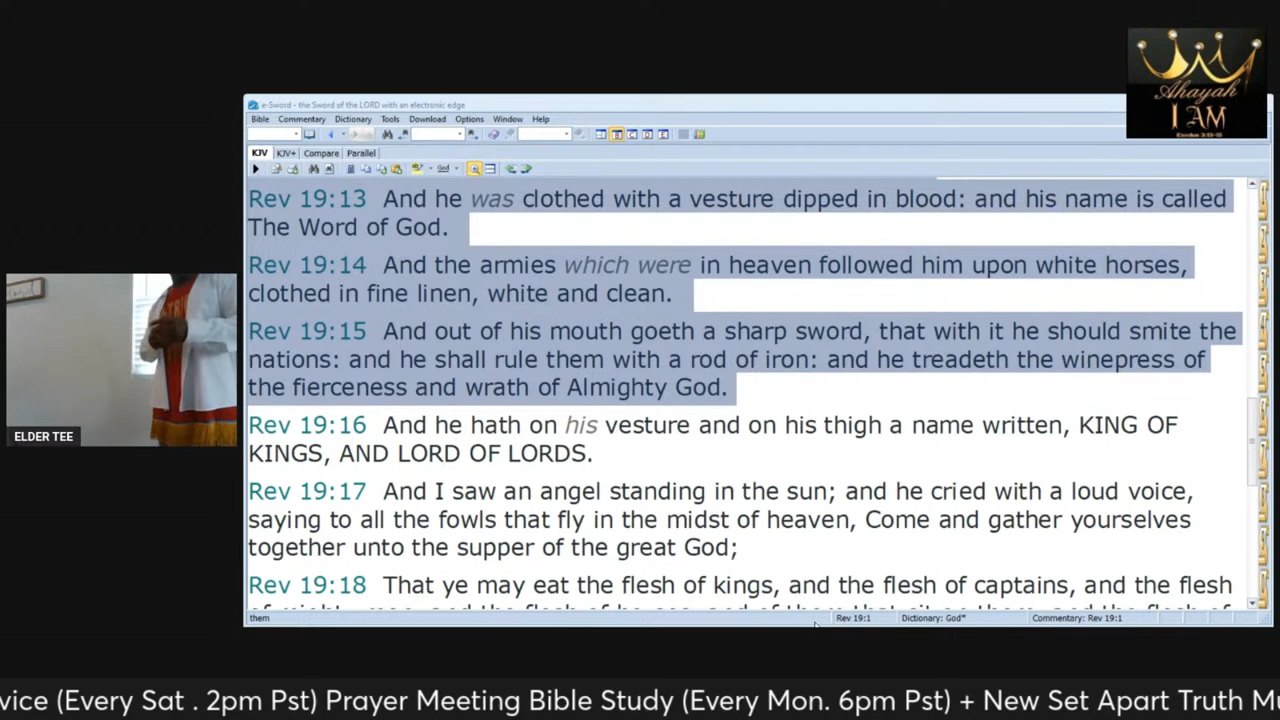 Ahayah
I AM
Exodus 3:13-15
e-Sword - the Sword of the LORD with an electronic edge
Bible Commentary Dictionary Tools Download Options Window Help
KJV KJV+ Compare Parallel
God
Rev 19:13 And he was clothed with a vesture dipped in blood: and his name is called
The Word of God.
Rev 19:14 And the armies which were in heaven followed him upon white horses,
clothed in fine linen, white and clean.
Rev 19:15 And out of his mouth goeth a sharp sword, that with it he should smite the
nations: and he shall rule them with a rod of iron: and he treadeth the winepress of
the fierceness and wrath of Almighty God.
Rev 19:16 And he hath on his vesture and on his thigh a name written, KING OF
KINGS, AND LORD OF LORDS.
Rev 19:17 And I saw an angel standing in the sun; and he cried with a loud voice,
saying to all the fowls that fly in the midst of heaven, Come and gather yourselves
together unto the supper of the great God;
Rev 19:18 That ye may eat the flesh of kings, and the flesh of captains, and the flesh
them Rev 19:1 Dictionary: God* Commentary: Rev 19:1
ELDER TEE
vice (Every Sat . 2pm Pst) Prayer Meeting Bible Study (Every Mon. 6pm Pst) + New Set Apart Truth Mu